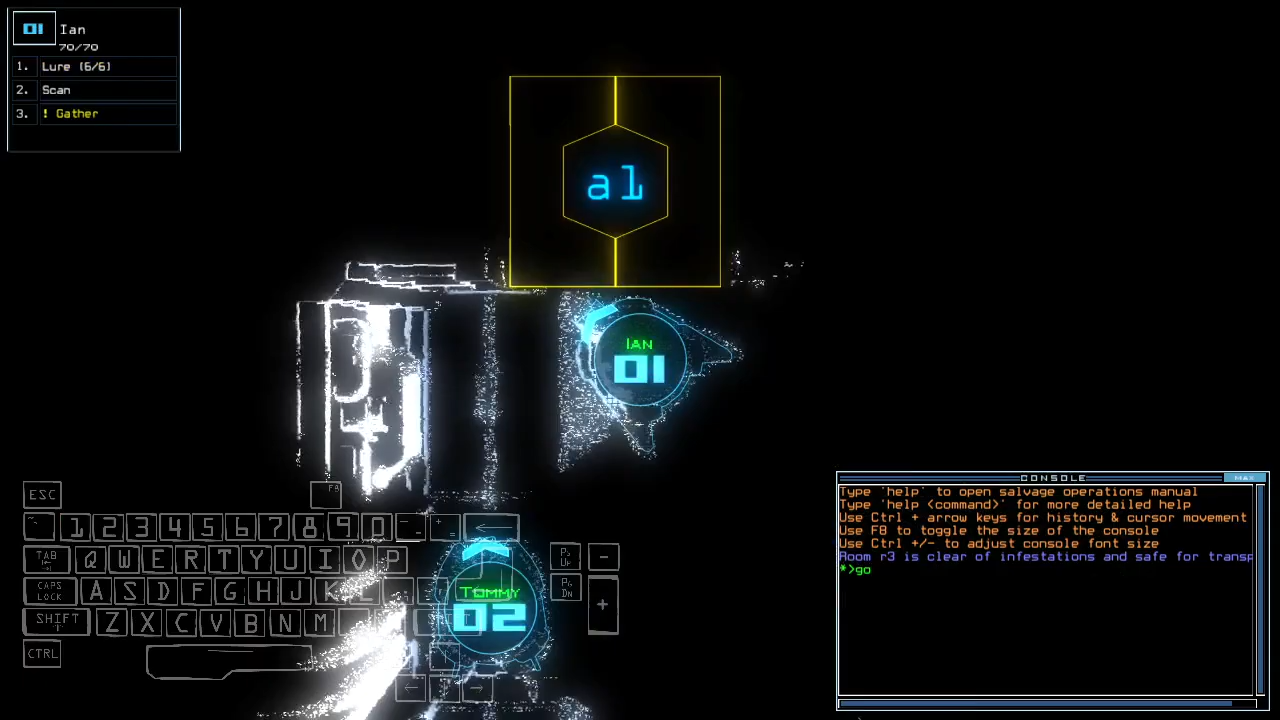 01 Ian
70/70
1. Lure (6/6)
2. Scan
3. ! Gather
a1
IAN
01
CONSOLE MAX
Type 'help' to open salvage operations manual
Type 'help <command>' for more detailed help
Use Ctrl + arrow keys for history & cursor movement
Use F8 to toggle the size of the console
Use Ctrl +/- to adjust console font size
Room r3 is clear of infestations and safe for transp
*>go
ESC F8
~ 1 2 3 4 5 6 7 8 9 0 - + = ←
TAB Q W E R T Y U I O P Pg Up -
CAPS LOCK A S D F G H J K L Pg Dn +
TOMMY
02
SHIFT Z X C V B N M
CTRL
← →